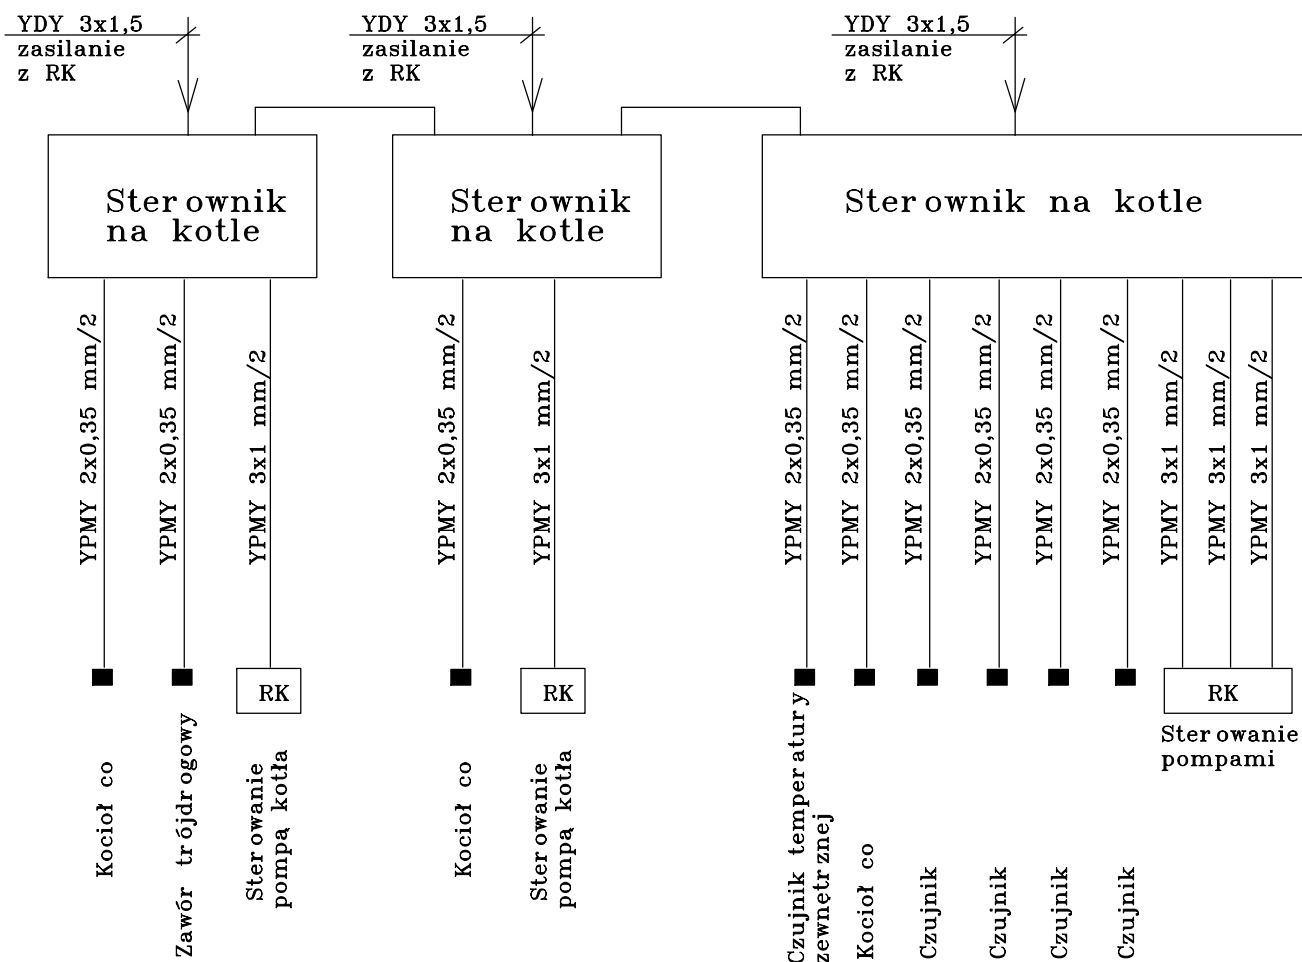 YDY 3x1,5
zasilanie
z RK
YDY 3x1,5
zasilanie
z RK
YDY 3x1,5
zasilanie
z RK
Sterownik
na kotle
Sterownik
na kotle
Sterownik na kotle
YPMY 2x0,35 mm/2
YPMY 2x0,35 mm/2
YPMY 3x1 mm/2
YPMY 2x0,35 mm/2
YPMY 3x1 mm/2
YPMY 2x0,35 mm/2
YPMY 2x0,35 mm/2
YPMY 2x0,35 mm/2
YPMY 2x0,35 mm/2
YPMY 2x0,35 mm/2
YPMY 2x0,35 mm/2
YPMY 3x1 mm/2
YPMY 3x1 mm/2
YPMY 3x1 mm/2
RK
RK
RK
Kocioł co
Zawór trójdrogowy
Sterowanie
pompą kotła
Kocioł co
Sterowanie
pompą kotła
Czujnik temperatury
zewnętrznej
Kocioł co
Czujnik
Czujnik
Czujnik
Czujnik
Sterowanie
pompami